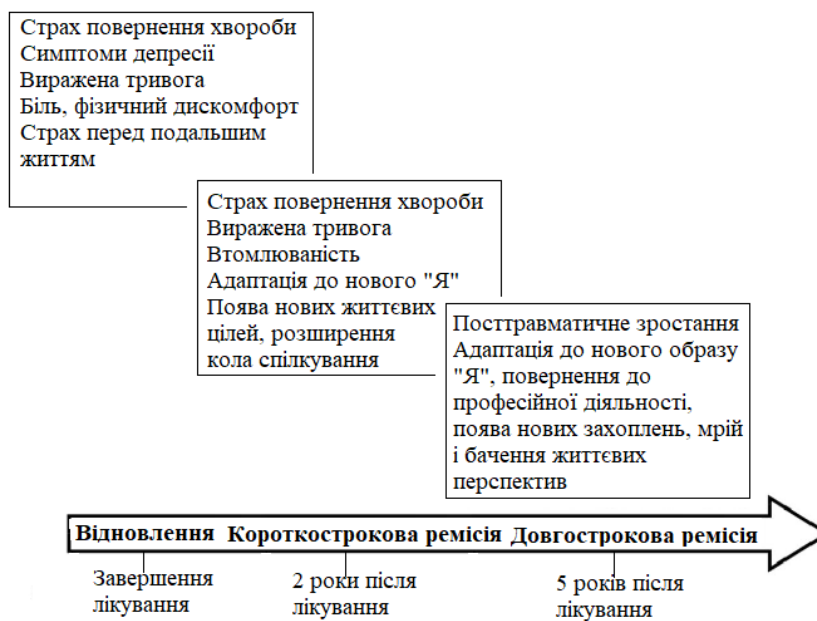 Страх повернення хвороби
Симптоми депресії
Виражена тривога
Біль, фізичний дискомфорт
Страх перед подальшим
життям
Страх повернення хвороби
Виражена тривога
Втомлюваність
Адаптація до нового "Я"
Поява нових життєвих
цілей, розширення
кола спілкування
Посттравматичне зростання
Адаптація до нового образу
"Я", повернення до
професійної діяльності,
поява нових захоплень, мрій
і бачення життєвих
перспектив
Відновлення Короткострокова ремісія Довгострокова ремісія
Завершення
лікування
2 роки після
лікування
5 років після
лікування